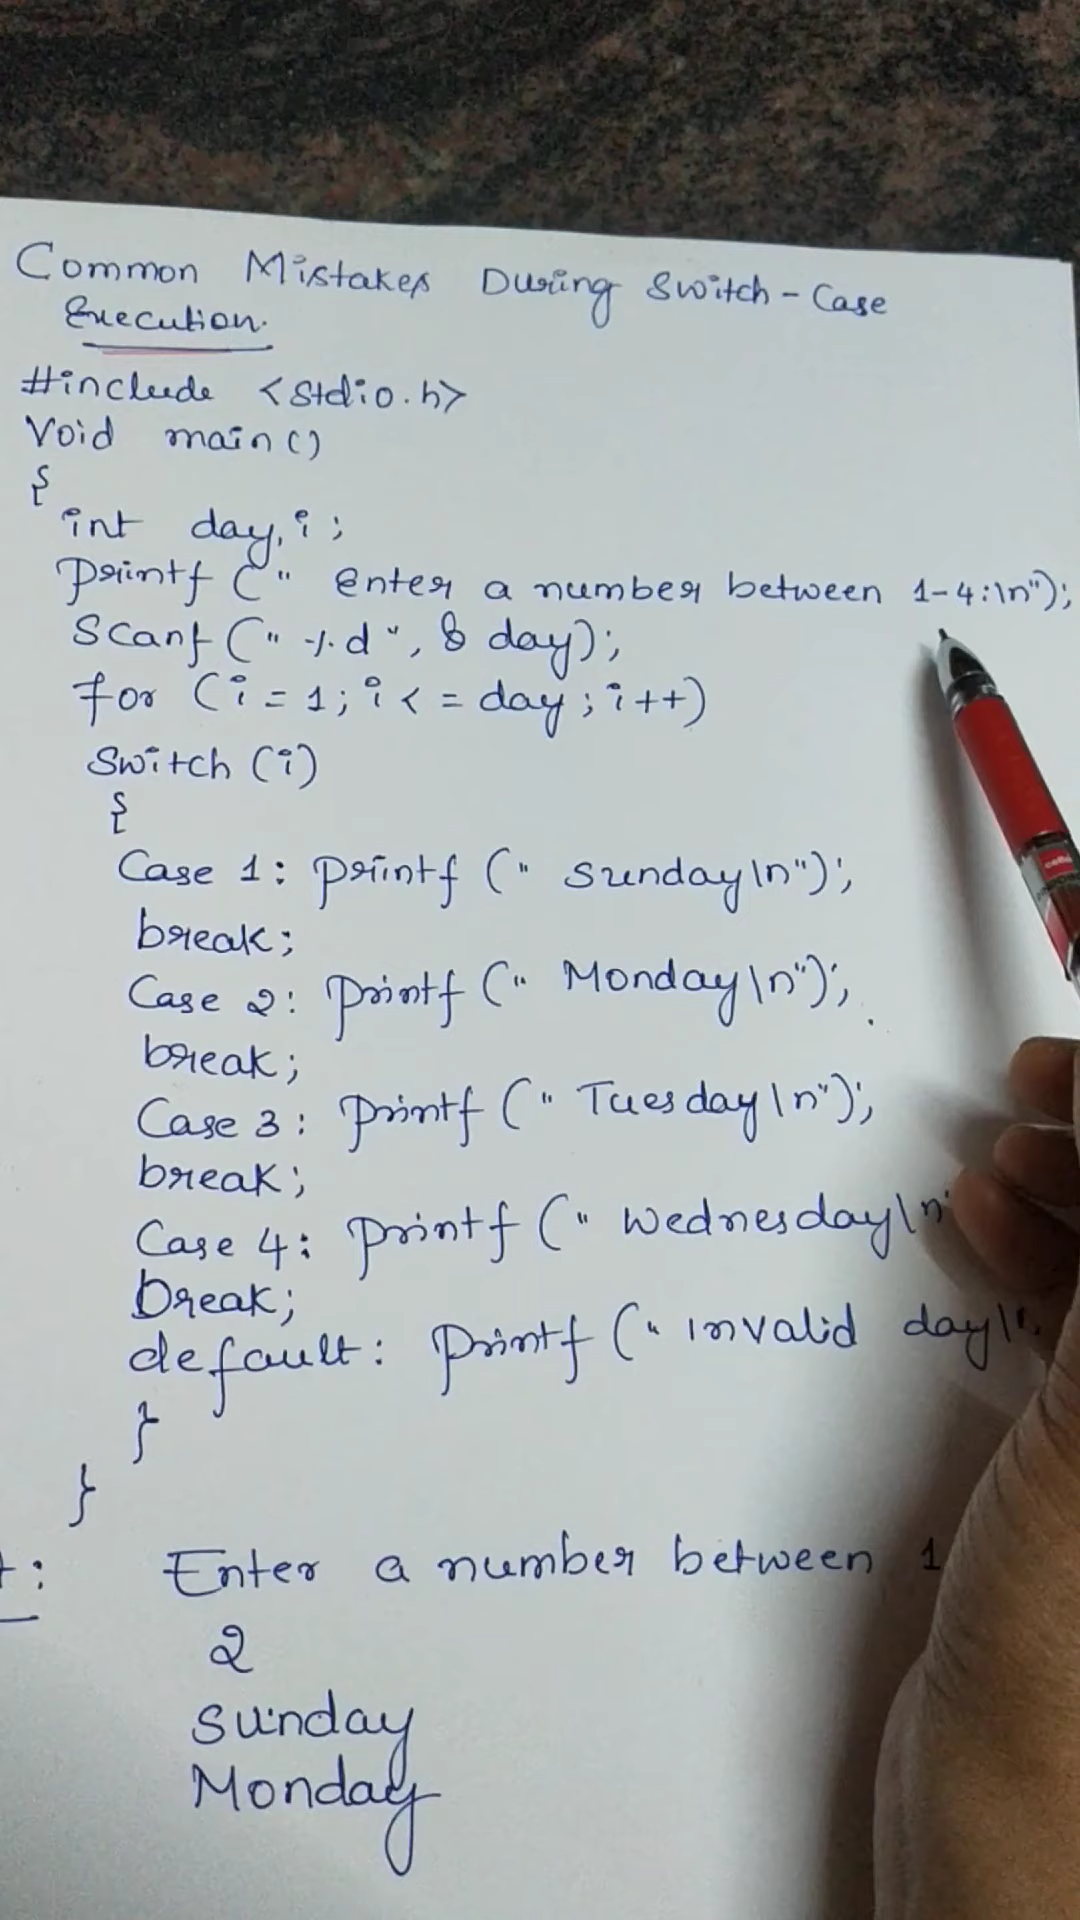 Common Mistakes During Switch-Case
Execution.
#include <stdio.h>
Void main()
{
int day, i;
printf (" enter a number between 1-4:\n");
Scanf (" %d", & day);
for (i = 1; i < = day; i++)
Switch (i)
{
Case 1: printf (" Sunday\n");
break;
Case 2: printf (" Monday\n");
break;
Case 3: printf (" Tuesday\n");
break;
Case 4: printf (" Wednesday\n"
Break;
default: printf (" invalid day\
}
}
t: Enter a number between 1
2
Sunday
Monday